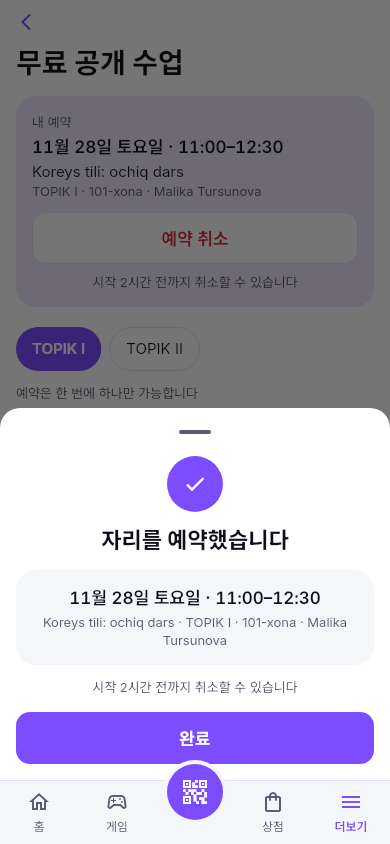 무료 공개 수업
내 예약
11월 28일 토요일 · 11:00–12:30
Koreys tili: ochiq dars
TOPIK I · 101-xona · Malika Tursunova
예약 취소
시작 2시간 전까지 취소할 수 있습니다
TOPIK I
TOPIK II
예약은 한 번에 하나만 가능합니다
자리를 예약했습니다
11월 28일 토요일 · 11:00–12:30
Koreys tili: ochiq dars · TOPIK I · 101-xona · Malika
Tursunova
시작 2시간 전까지 취소할 수 있습니다
완료
홈
게임
상점
더보기